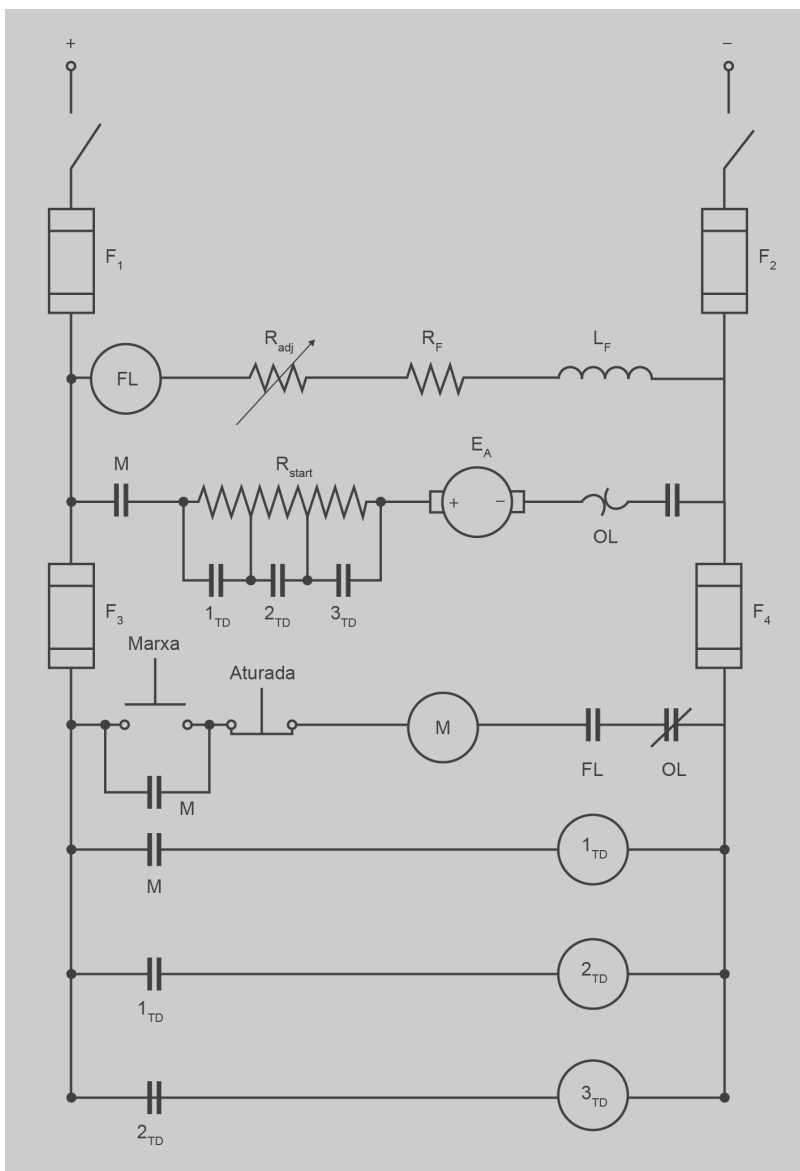 + −
F1 F2
Radj RF LF
FL
EA
M Rstart
+ −
OL
1TD 2TD 3TD
F3 F4
Marxa
Aturada
M
FL OL
M
1TD
M
2TD
1TD
3TD
2TD